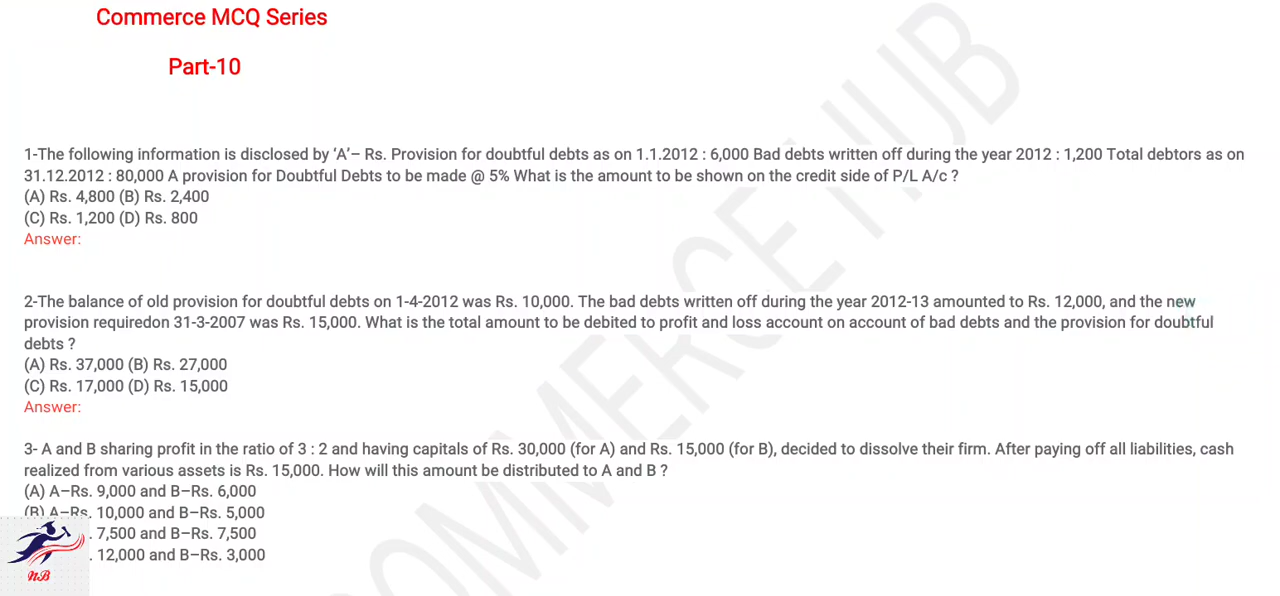 Commerce MCQ Series
Part-10
1-The following information is disclosed by ‘A’– Rs. Provision for doubtful debts as on 1.1.2012 : 6,000 Bad debts written off during the year 2012 : 1,200 Total debtors as on
31.12.2012 : 80,000 A provision for Doubtful Debts to be made @ 5% What is the amount to be shown on the credit side of P/L A/c ?
(A) Rs. 4,800 (B) Rs. 2,400
(C) Rs. 1,200 (D) Rs. 800
Answer:
2-The balance of old provision for doubtful debts on 1-4-2012 was Rs. 10,000. The bad debts written off during the year 2012-13 amounted to Rs. 12,000, and the new
provision requiredon 31-3-2007 was Rs. 15,000. What is the total amount to be debited to profit and loss account on account of bad debts and the provision for doubtful
debts ?
(A) Rs. 37,000 (B) Rs. 27,000
(C) Rs. 17,000 (D) Rs. 15,000
Answer:
3- A and B sharing profit in the ratio of 3 : 2 and having capitals of Rs. 30,000 (for A) and Rs. 15,000 (for B), decided to dissolve their firm. After paying off all liabilities, cash
realized from various assets is Rs. 15,000. How will this amount be distributed to A and B ?
(A) A–Rs. 9,000 and B–Rs. 6,000
(B) A–Rs. 10,000 and B–Rs. 5,000
. 7,500 and B–Rs. 7,500
. 12,000 and B–Rs. 3,000
NB
COMMERCE HUB